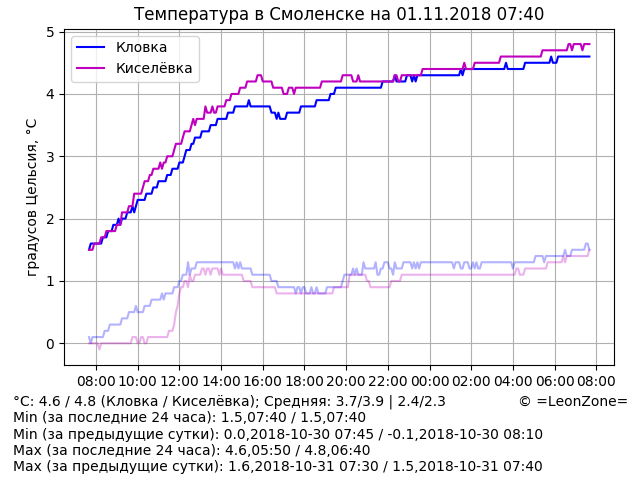 Температура в Смоленске на 01.11.2018 07:40
Кловка
Киселёвка
градусов Цельсия, °C
5
4
3
2
1
0
08:00 10:00 12:00 14:00 16:00 18:00 20:00 22:00 00:00 02:00 04:00 06:00 08:00
°C: 4.6 / 4.8 (Кловка / Киселёвка); Средняя: 3.7/3.9 | 2.4/2.3 © =LeonZone=
Min (за последние 24 часа): 1.5,07:40 / 1.5,07:40
Min (за предыдущие сутки): 0.0,2018-10-30 07:45 / -0.1,2018-10-30 08:10
Max (за последние 24 часа): 4.6,05:50 / 4.8,06:40
Max (за предыдущие сутки): 1.6,2018-10-31 07:30 / 1.5,2018-10-31 07:40